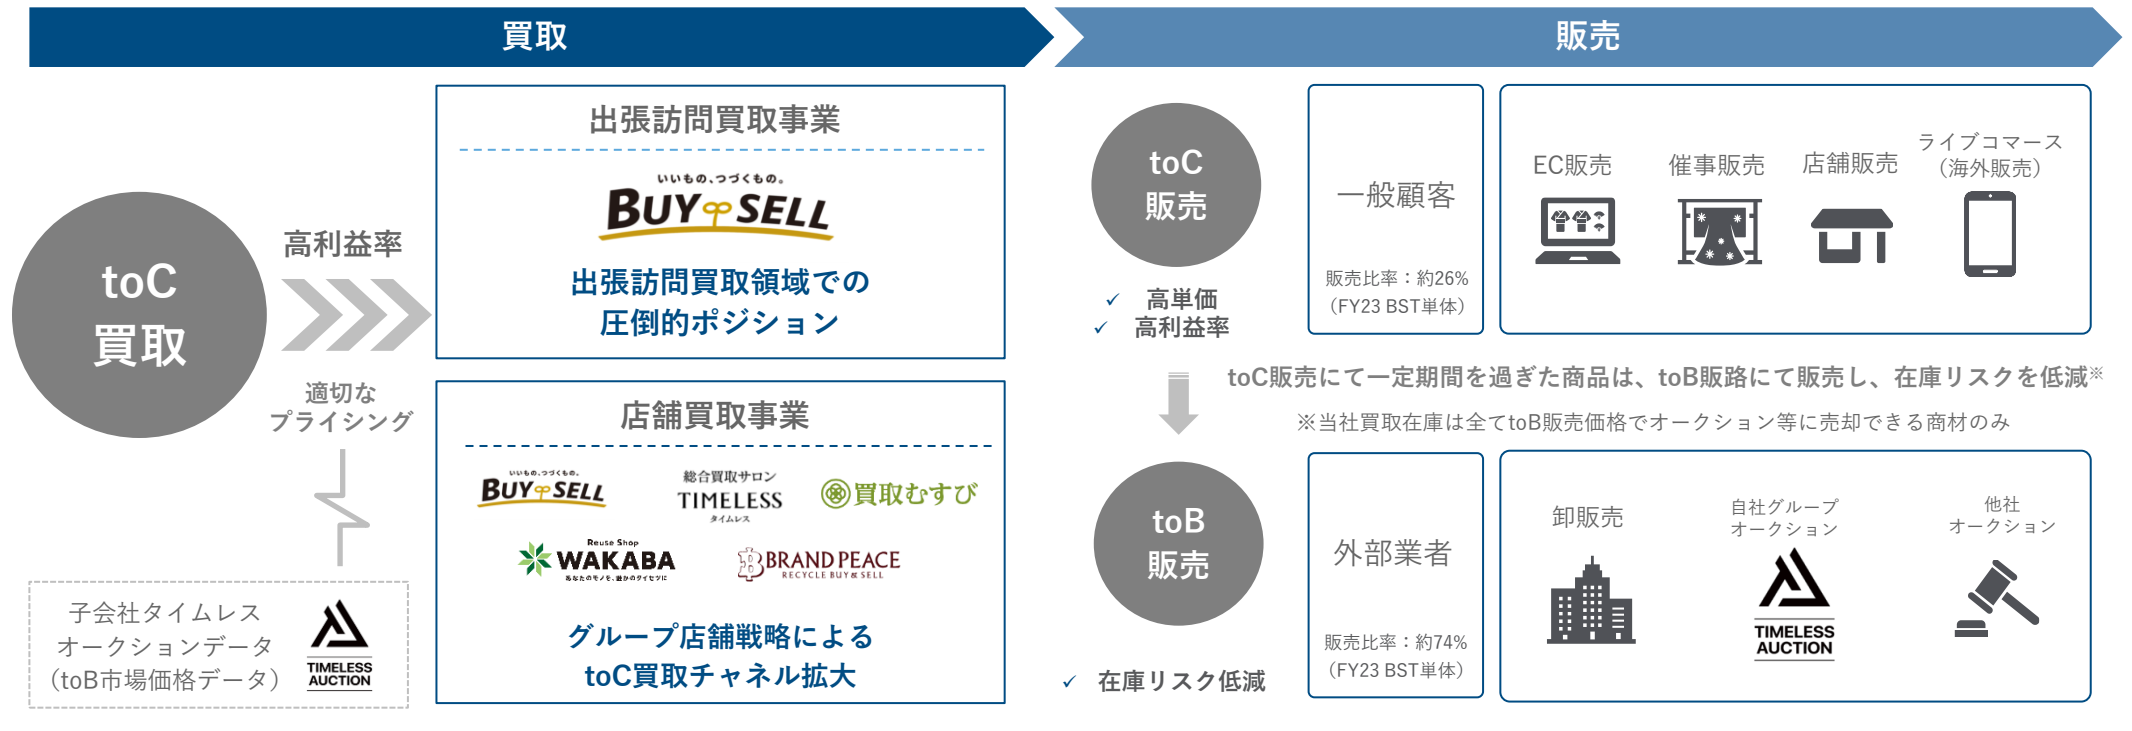 買取
販売
toC
買取
高利益率
適切な
プライシング
子会社タイムレス
オークションデータ
（toB市場価格データ）
TIMELESS
AUCTION
出張訪問買取事業
いいもの、つづくもの。
BUY SELL
出張訪問買取領域での
圧倒的ポジション
店舗買取事業
いいもの、つづくもの。
BUY SELL
総合買取サロン
TIMELESS
タイムレス
買取むすび
Reuse Shop
WAKABA
あなたのモノを、誰かのダイセツに
BRAND PEACE
RECYCLE BUY & SELL
グループ店舗戦略による
toC買取チャネル拡大
toC
販売
✓ 高単価
✓ 高利益率
一般顧客
販売比率：約26%
（FY23 BST単体）
EC販売
催事販売
店舗販売
ライブコマース
（海外販売）
toC販売にて一定期間を過ぎた商品は、toB販路にて販売し、在庫リスクを低減※
※当社買取在庫は全てtoB販売価格でオークション等に売却できる商材のみ
toB
販売
✓ 在庫リスク低減
外部業者
販売比率：約74%
（FY23 BST単体）
卸販売
自社グループ
オークション
TIMELESS
AUCTION
他社
オークション